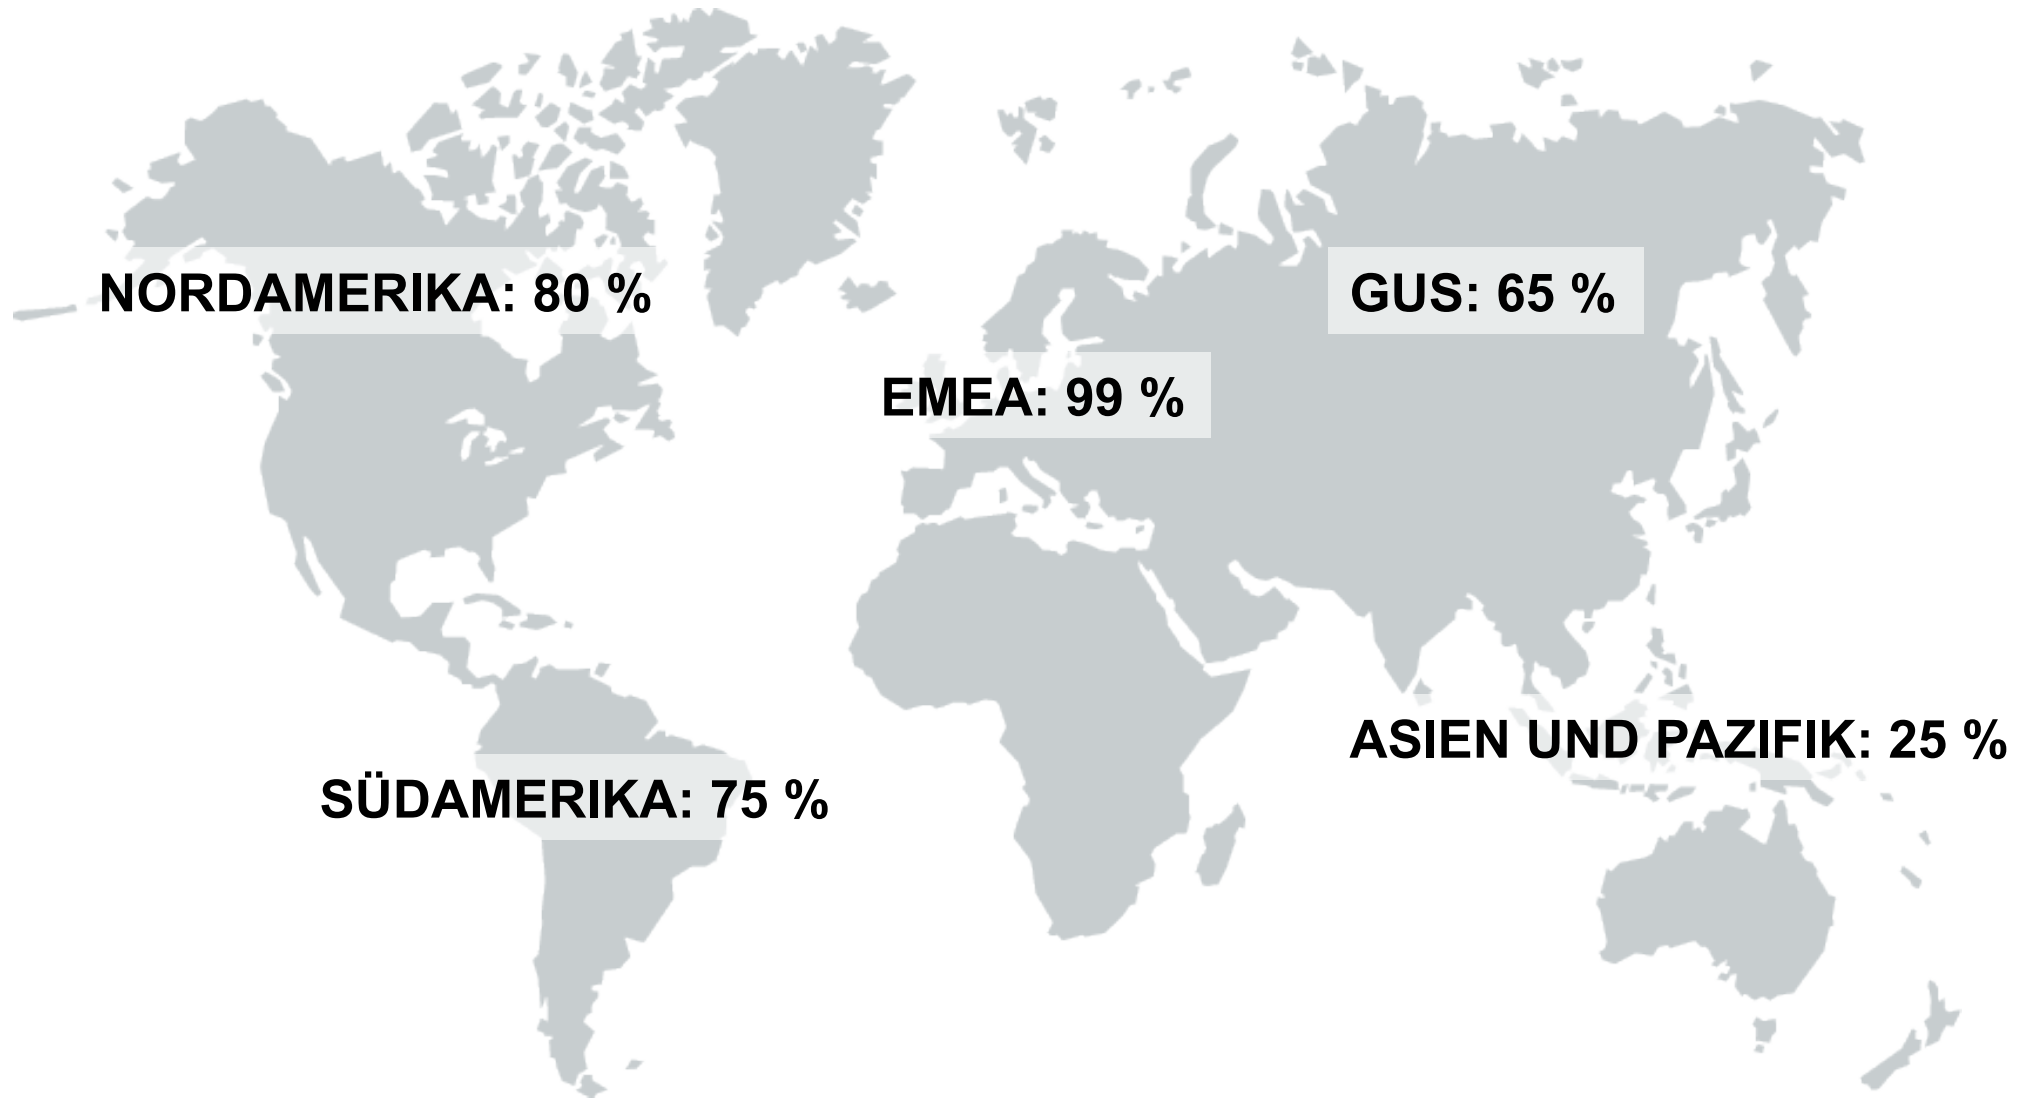 NORDAMERIKA: 80 %
GUS: 65 %
EMEA: 99 %
ASIEN UND PAZIFIK: 25 %
SÜDAMERIKA: 75 %